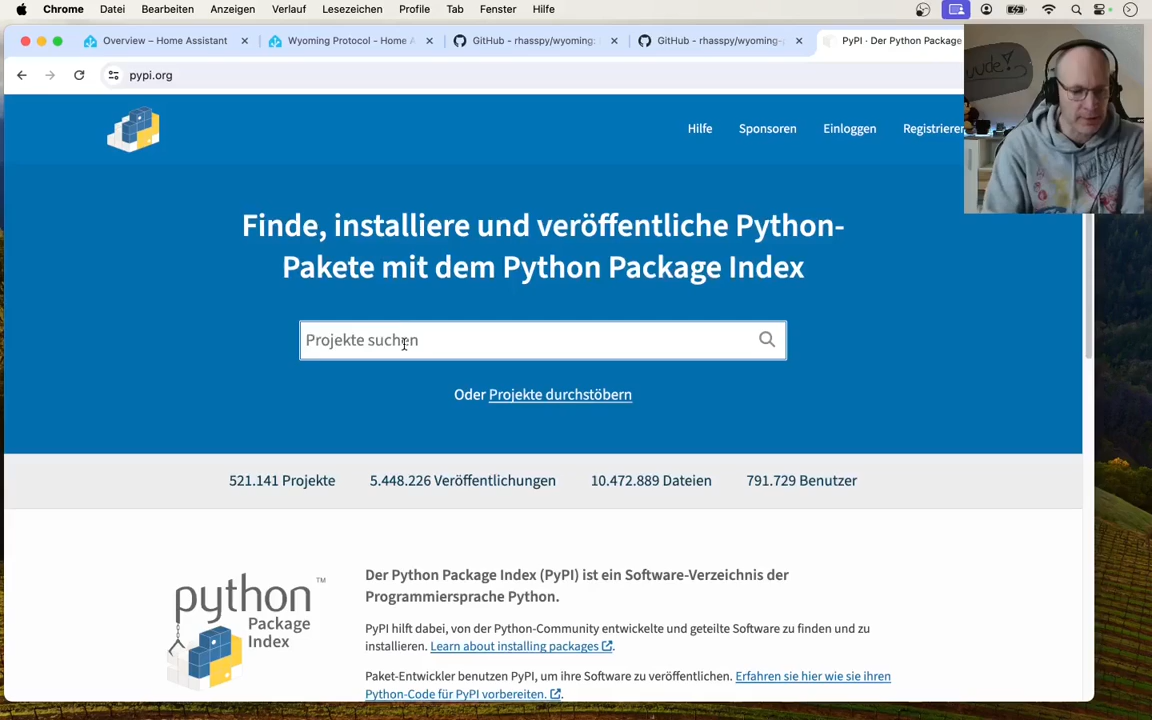 Chrome Datei Bearbeiten Anzeigen Verlauf Lesezeichen Profile Tab Fenster Hilfe
Overview – Home Assistant
Wyoming Protocol - Home A
GitHub - rhasspy/wyoming:
GitHub - rhasspy/wyoming-
PyPI · Der Python Package
pypi.org
Hilfe Sponsoren Einloggen Registrieren
Finde, installiere und veröffentliche Python-
Pakete mit dem Python Package Index
Projekte suchen
Oder Projekte durchstöbern
521.141 Projekte 5.448.226 Veröffentlichungen 10.472.889 Dateien 791.729 Benutzer
python TM
Package
Index
Der Python Package Index (PyPI) ist ein Software-Verzeichnis der
Programmiersprache Python.
PyPI hilft dabei, von der Python-Community entwickelte und geteilte Software zu finden und zu
installieren. Learn about installing packages.
Paket-Entwickler benutzen PyPI, um ihre Software zu veröffentlichen. Erfahren sie hier wie sie ihren
Python-Code für PyPI vorbereiten.